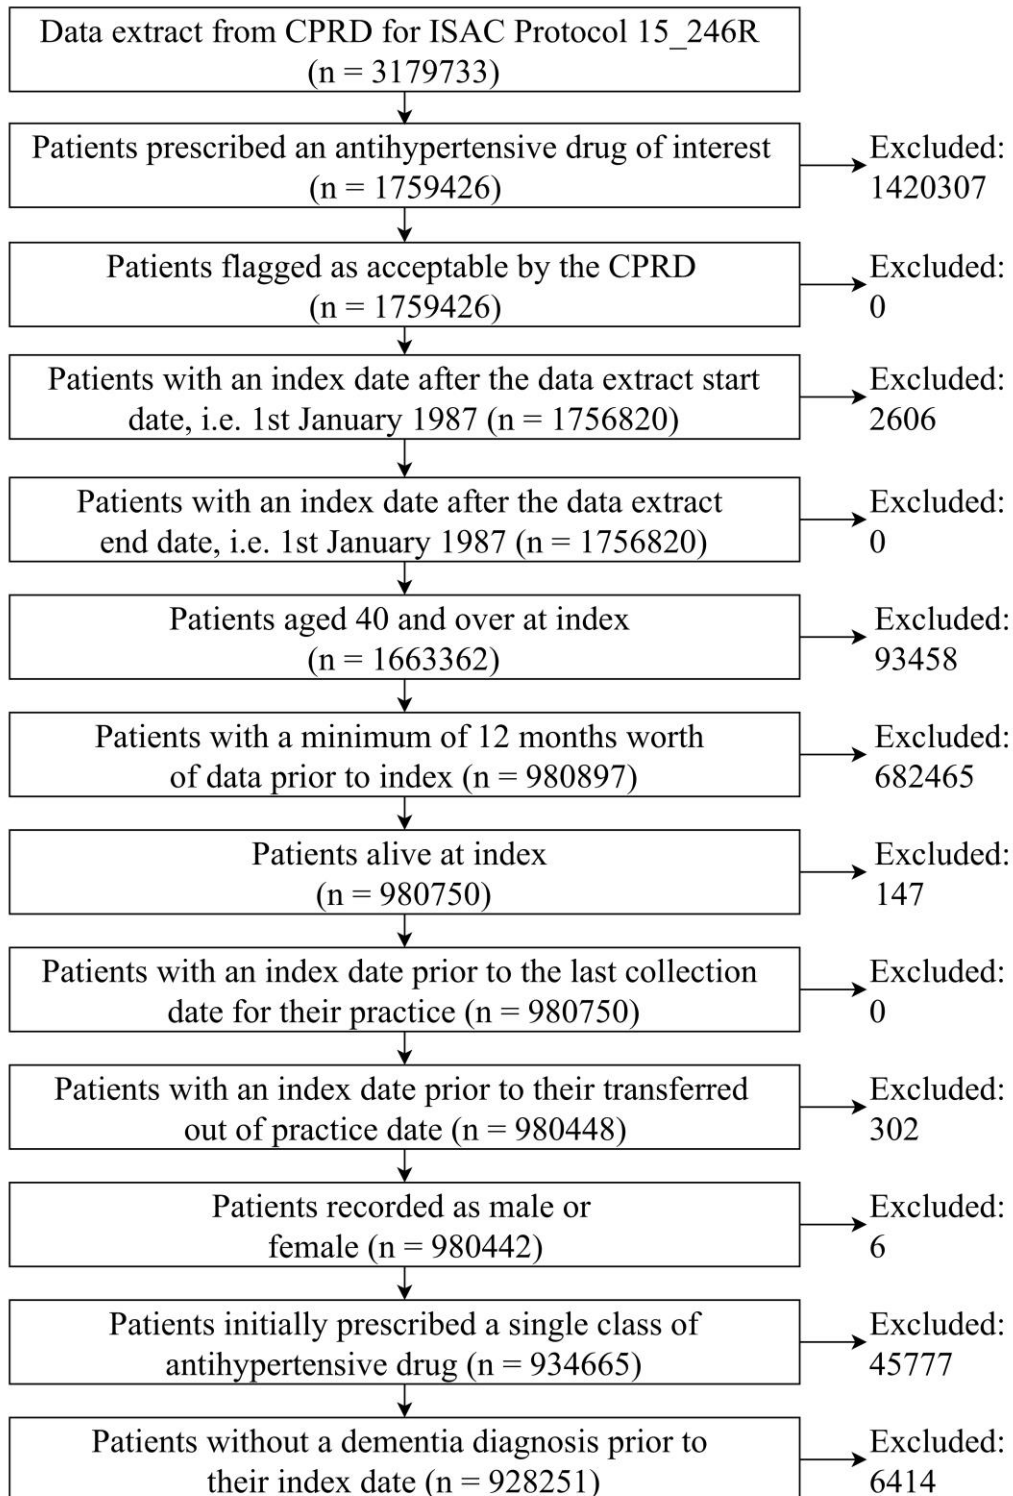 Data extract from CPRD for ISAC Protocol 15_246R
(n = 3179733)
Patients prescribed an antihypertensive drug of interest
(n = 1759426)
Excluded:
1420307
Patients flagged as acceptable by the CPRD
(n = 1759426)
Excluded:
0
Patients with an index date after the data extract start
date, i.e. 1st January 1987 (n = 1756820)
Excluded:
2606
Patients with an index date after the data extract
end date, i.e. 1st January 1987 (n = 1756820)
Excluded:
0
Patients aged 40 and over at index
(n = 1663362)
Excluded:
93458
Patients with a minimum of 12 months worth
of data prior to index (n = 980897)
Excluded:
682465
Patients alive at index
(n = 980750)
Excluded:
147
Patients with an index date prior to the last collection
date for their practice (n = 980750)
Excluded:
0
Patients with an index date prior to their transferred
out of practice date (n = 980448)
Excluded:
302
Patients recorded as male or
female (n = 980442)
Excluded:
6
Patients initially prescribed a single class of
antihypertensive drug (n = 934665)
Excluded:
45777
Patients without a dementia diagnosis prior to
their index date (n = 928251)
Excluded:
6414